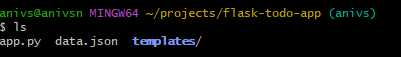 anivs@anivsn MINGW64 ~/projects/flask-todo-app (anivs)
$ ls
app.py  data.json  templates/